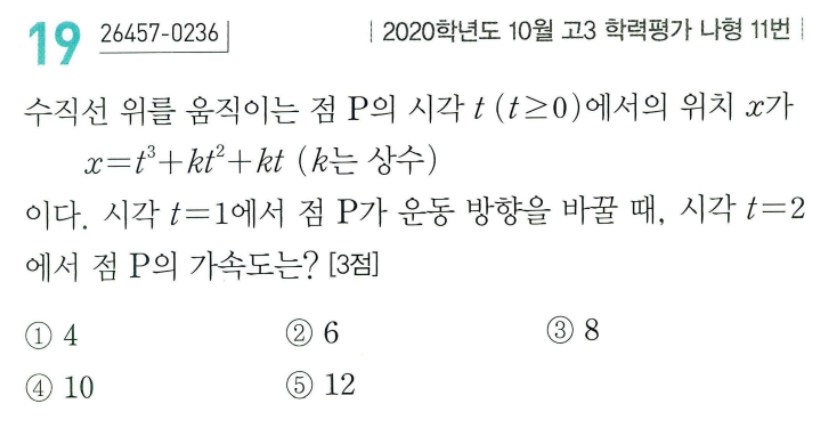 19 26457-0236 | 2020학년도 10월 고3 학력평가 나형 11번 |
수직선 위를 움직이는 점 P의 시각 t (t≥0)에서의 위치 x가
x=t³+kt²+kt (k는 상수)
이다. 시각 t=1에서 점 P가 운동 방향을 바꿀 때, 시각 t=2
에서 점 P의 가속도는? [3점]
① 4 ② 6 ③ 8
④ 10 ⑤ 12